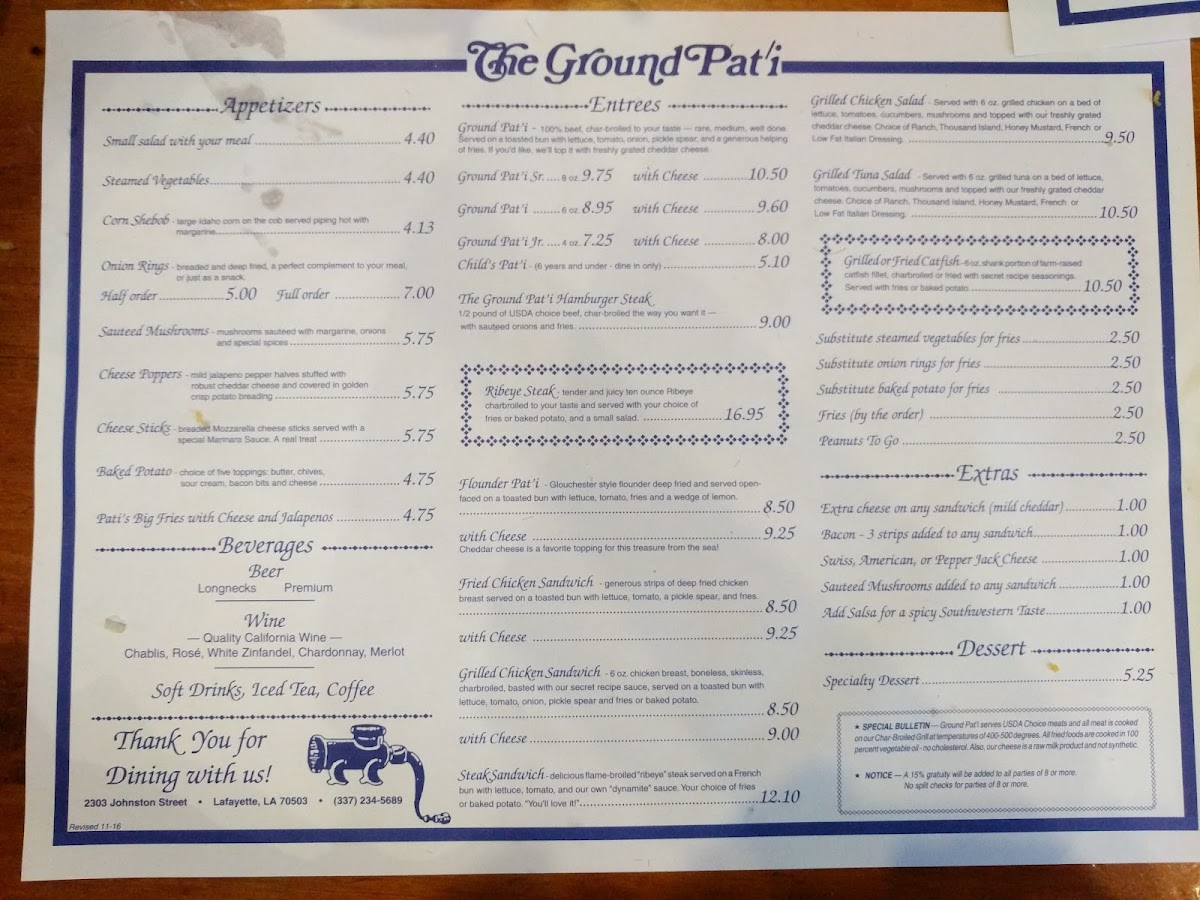 The Ground Pat'i
Appetizers
Small salad with your meal 4.40
Steamed Vegetables 4.40
Corn Shebob - large Idaho corn on the cob served piping hot with
margarine 4.13
Onion Rings - breaded and deep fried, a perfect complement to your meal,
or just as a snack.
Half order 5.00 Full order 7.00
Sauteed Mushrooms - mushrooms sauteed with margarine, onions
and special spices 5.75
Cheese Poppers - mild jalapeno pepper halves stuffed with
robust cheddar cheese and covered in golden
crisp potato breading 5.75
Cheese Sticks - breaded Mozzarella cheese sticks served with a
special Marinara Sauce. A real treat 5.75
Baked Potato - choice of five toppings: butter, chives,
sour cream, bacon bits and cheese 4.75
Pati's Big Fries with Cheese and Jalapenos 4.75
Beverages
Beer
Longnecks Premium
Wine
— Quality California Wine —
Chablis, Rosé, White Zinfandel, Chardonnay, Merlot
Soft Drinks, Iced Tea, Coffee
Thank You for
Dining with us!
2303 Johnston Street • Lafayette, LA 70503 • (337) 234-5689
Revised 11-16
Entrees
Ground Pat'i - 100% beef, char-broiled to your taste — rare, medium, well done.
Served on a toasted bun with lettuce, tomato, onion, pickle spear, and a generous helping
of fries. If you'd like, we'll top it with freshly grated cheddar cheese.
Ground Pat'i Sr. 8 oz. 9.75 with Cheese 10.50
Ground Pat'i 6 oz. 8.95 with Cheese 9.60
Ground Pat'i Jr. 4 oz. 7.25 with Cheese 8.00
Child's Pat'i - (6 years and under - dine in only) 5.10
The Ground Pat'i Hamburger Steak
1/2 pound of USDA choice beef, char-broiled the way you want it —
with sauteed onions and fries. 9.00
Ribeye Steak - tender and juicy ten ounce Ribeye
charbroiled to your taste and served with your choice of
fries or baked potato, and a small salad. 16.95
Flounder Pat'i - Glouchester style flounder deep fried and served open-
faced on a toasted bun with lettuce, tomato, fries and a wedge of lemon.
8.50
with Cheese 9.25
Cheddar cheese is a favorite topping for this treasure from the sea!
Fried Chicken Sandwich - generous strips of deep fried chicken
breast served on a toasted bun with lettuce, tomato, a pickle spear, and fries.
8.50
with Cheese 9.25
Grilled Chicken Sandwich - 6 oz. chicken breast, boneless, skinless,
charbroiled, basted with our secret recipe sauce, served on a toasted bun with
lettuce, tomato, onion, pickle spear and fries or baked potato.
8.50
with Cheese 9.00
Steak Sandwich - delicious flame-broiled "ribeye" steak served on a French
bun with lettuce, tomato, and our own "dynamite" sauce. Your choice of fries
or baked potato. "You'll love it!" 12.10
Grilled Chicken Salad - Served with 6 oz. grilled chicken on a bed of
lettuce, tomatoes, cucumbers, mushrooms and topped with our freshly grated
cheddar cheese. Choice of Ranch, Thousand Island, Honey Mustard, French or
Low Fat Italian Dressing. 9.50
Grilled Tuna Salad - Served with 6 oz. grilled tuna on a bed of lettuce,
tomatoes, cucumbers, mushrooms and topped with our freshly grated cheddar
cheese. Choice of Ranch, Thousand Island, Honey Mustard, French or
Low Fat Italian Dressing. 10.50
Grilled or Fried Catfish - 6 oz. shank portion of farm-raised
catfish fillet, charbroiled or fried with secret recipe seasonings.
Served with fries or baked potato. 10.50
Substitute steamed vegetables for fries 2.50
Substitute onion rings for fries 2.50
Substitute baked potato for fries 2.50
Fries (by the order) 2.50
Peanuts To Go 2.50
Extras
Extra cheese on any sandwich (mild cheddar) 1.00
Bacon - 3 strips added to any sandwich 1.00
Swiss, American, or Pepper Jack Cheese 1.00
Sauteed Mushrooms added to any sandwich 1.00
Add Salsa for a spicy Southwestern Taste 1.00
Dessert
Specialty Dessert 5.25
★ SPECIAL BULLETIN — Ground Pat'i serves USDA Choice meats and all meat is cooked
on our Char-Broiled Grill at temperatures of 400-500 degrees. All fried foods are cooked in 100
percent vegetable oil - no cholesterol. Also, our cheese is a raw milk product and not synthetic.
★ NOTICE — A 15% gratuity will be added to all parties of 8 or more.
No split checks for parties of 8 or more.